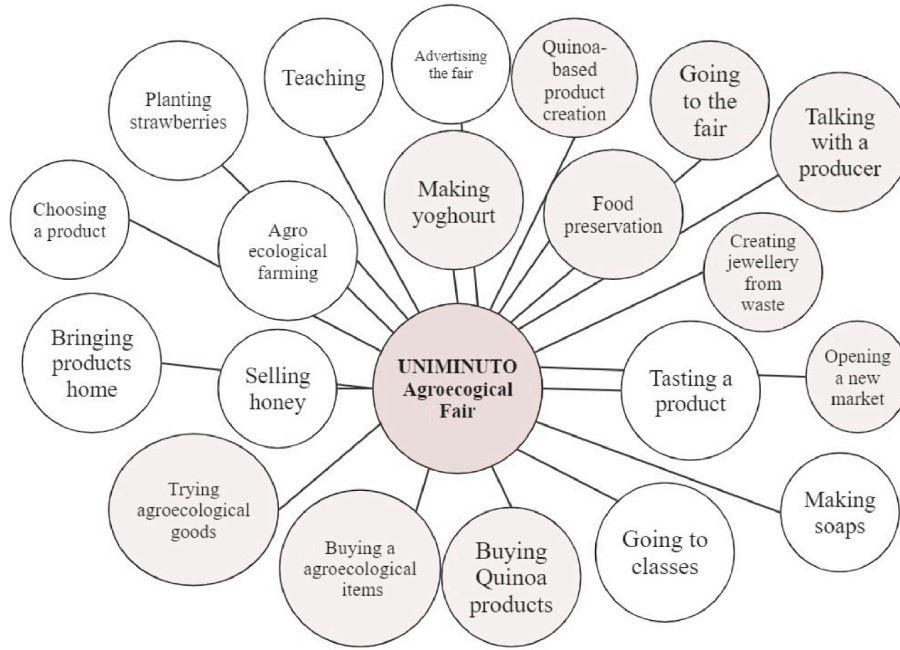 Advertising
the fair
Teaching
Quinoa-
based
product
creation
Going
to the
fair
Planting
strawberries
Talking
with a
producer
Making
yoghourt
Food
preservation
Choosing
a product
Agro
ecological
farming
Creating
jewellery
from
waste
Bringing
products
home
Selling
honey
UNIMINUTO
Agroecogical
Fair
Tasting a
product
Opening
a new
market
Trying
agroecological
goods
Making
soaps
Buying a
agroecological
items
Buying
Quinoa
products
Going to
classes